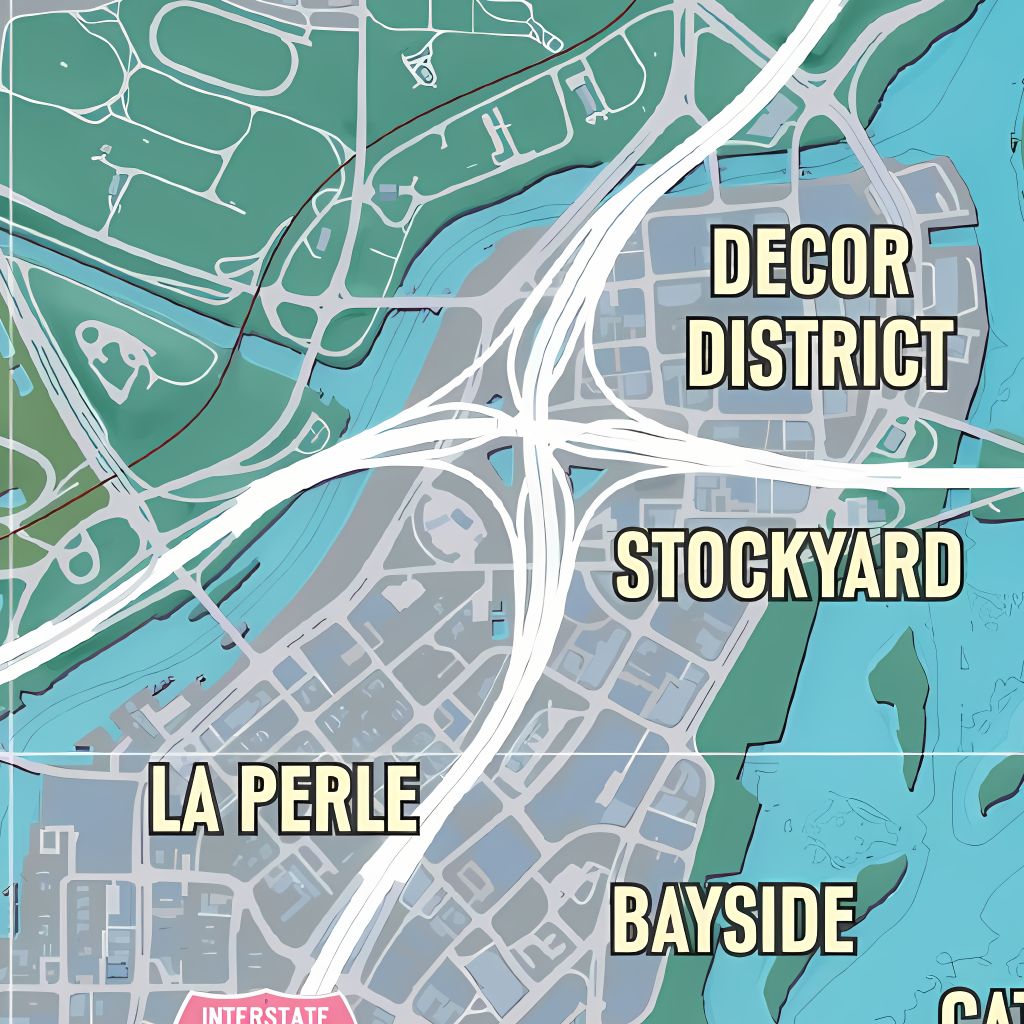 DECOR
DISTRICT
STOCKYARD
LA PERLE
BAYSIDE
INTERSTATE